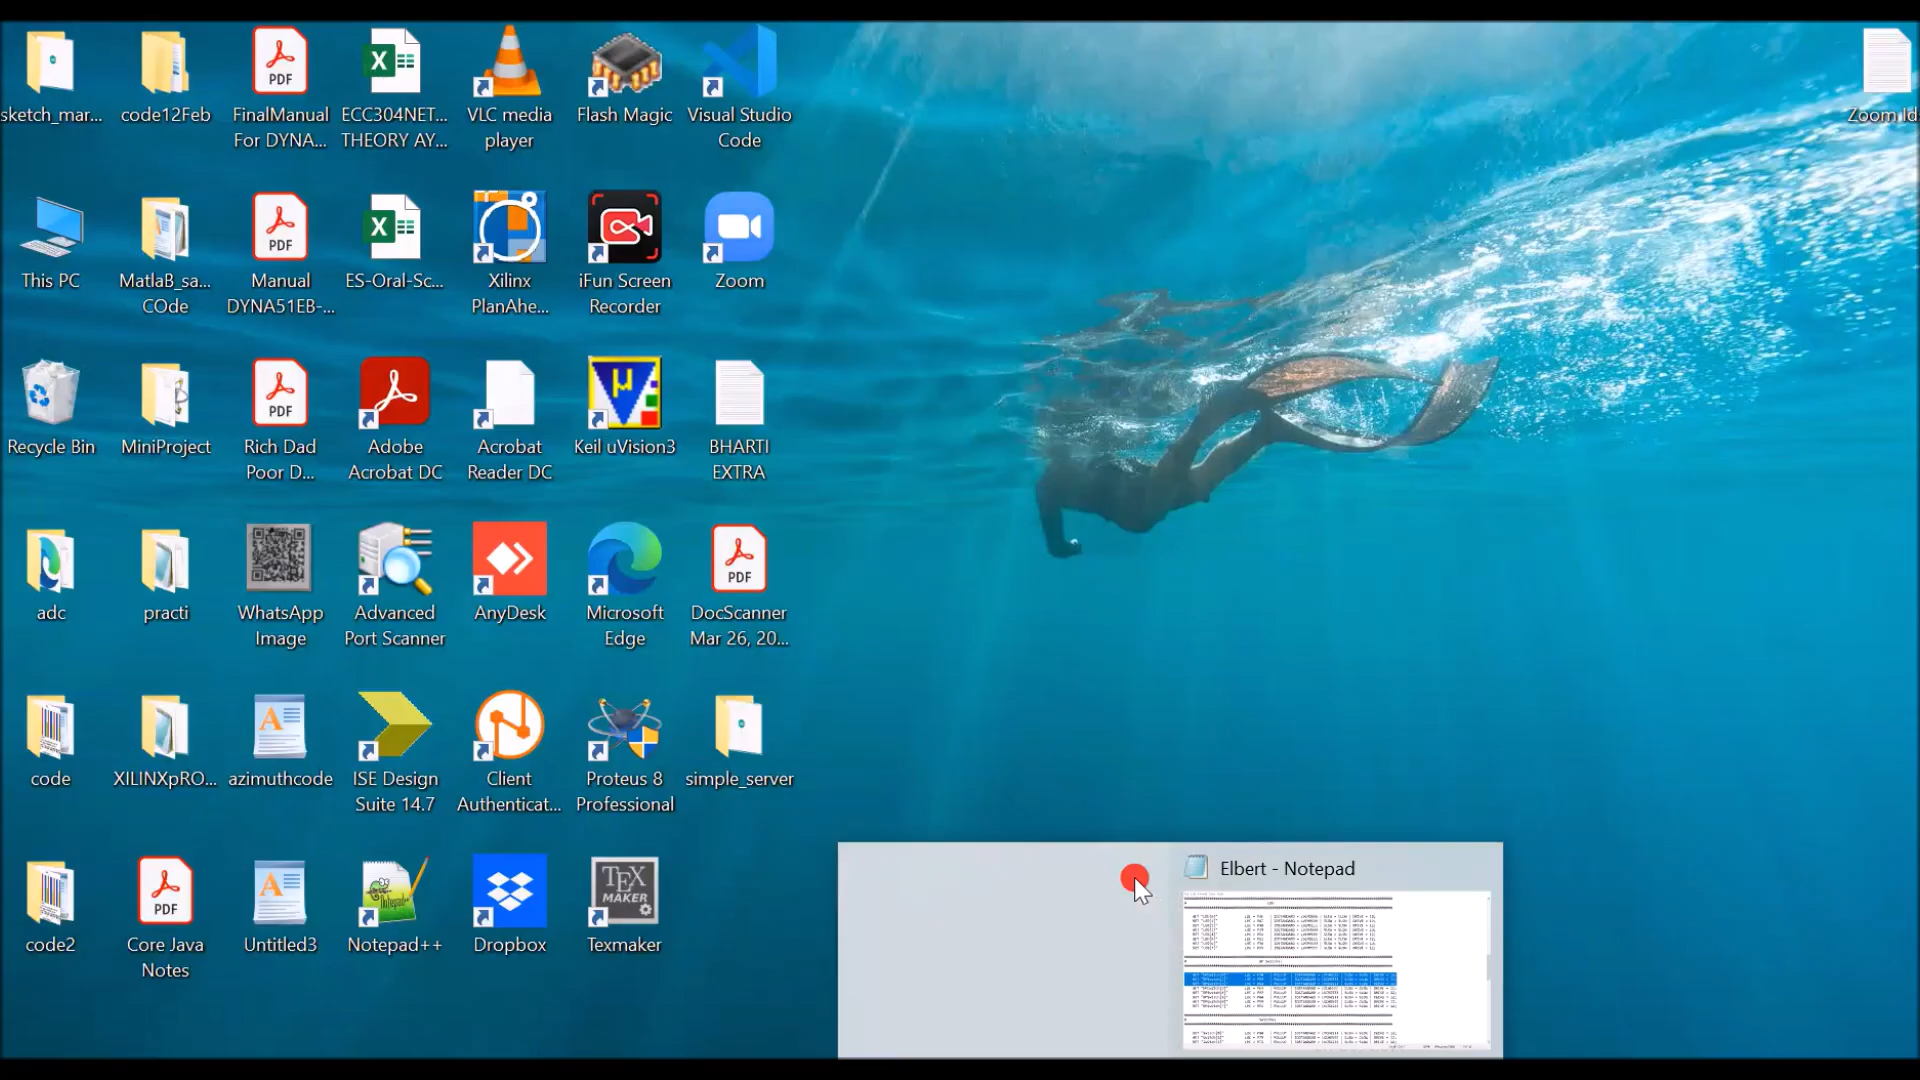 sketch_mar...
code12Feb
FinalManual
For DYNA...
ECC304NET...
THEORY AY...
VLC media
player
Flash Magic
Visual Studio
Code
Zoom Id
This PC
MatlaB_sa...
COde
Manual
DYNA51EB-...
ES-Oral-Sc...
Xilinx
PlanAhe...
iFun Screen
Recorder
Zoom
Recycle Bin
MiniProject
Rich Dad
Poor D...
Adobe
Acrobat DC
Acrobat
Reader DC
Keil uVision3
BHARTI
EXTRA
adc
practi
WhatsApp
Image
Advanced
Port Scanner
AnyDesk
Microsoft
Edge
DocScanner
Mar 26, 20...
code
XILINXpRO...
azimuthcode
ISE Design
Suite 14.7
Client
Authenticat...
Proteus 8
Professional
simple_server
code2
Core Java
Notes
Untitled3
Notepad++
Dropbox
TEX
MAKER
Texmaker
Elbert - Notepad
PDF
PDF
PDF
PDF
PDF